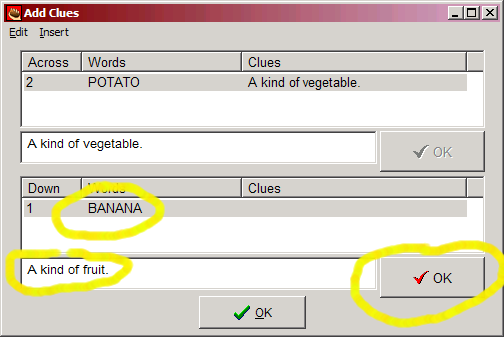 Add Clues
Edit Insert
Across Words Clues
2 POTATO A kind of vegetable.
A kind of vegetable.
OK
Down Words Clues
1 BANANA
A kind of fruit.
OK
OK